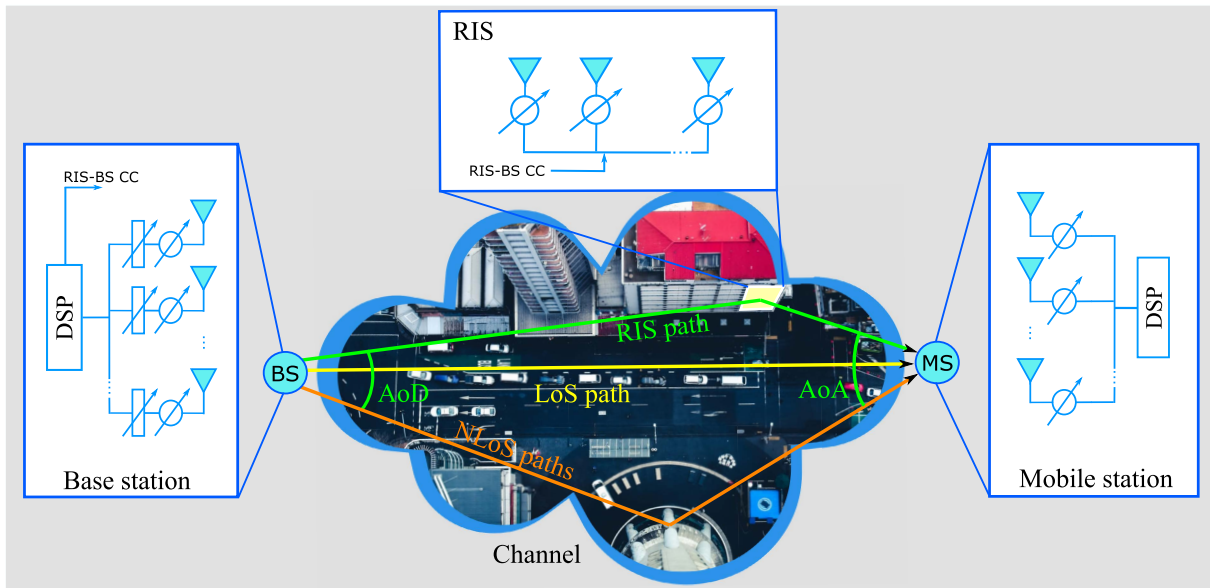 RIS
RIS-BS CC
RIS-BS CC
DSP
...
Base station
BS
AoD
RIS path
LoS path
NLoS paths
AoA
MS
Channel
DSP
...
Mobile station